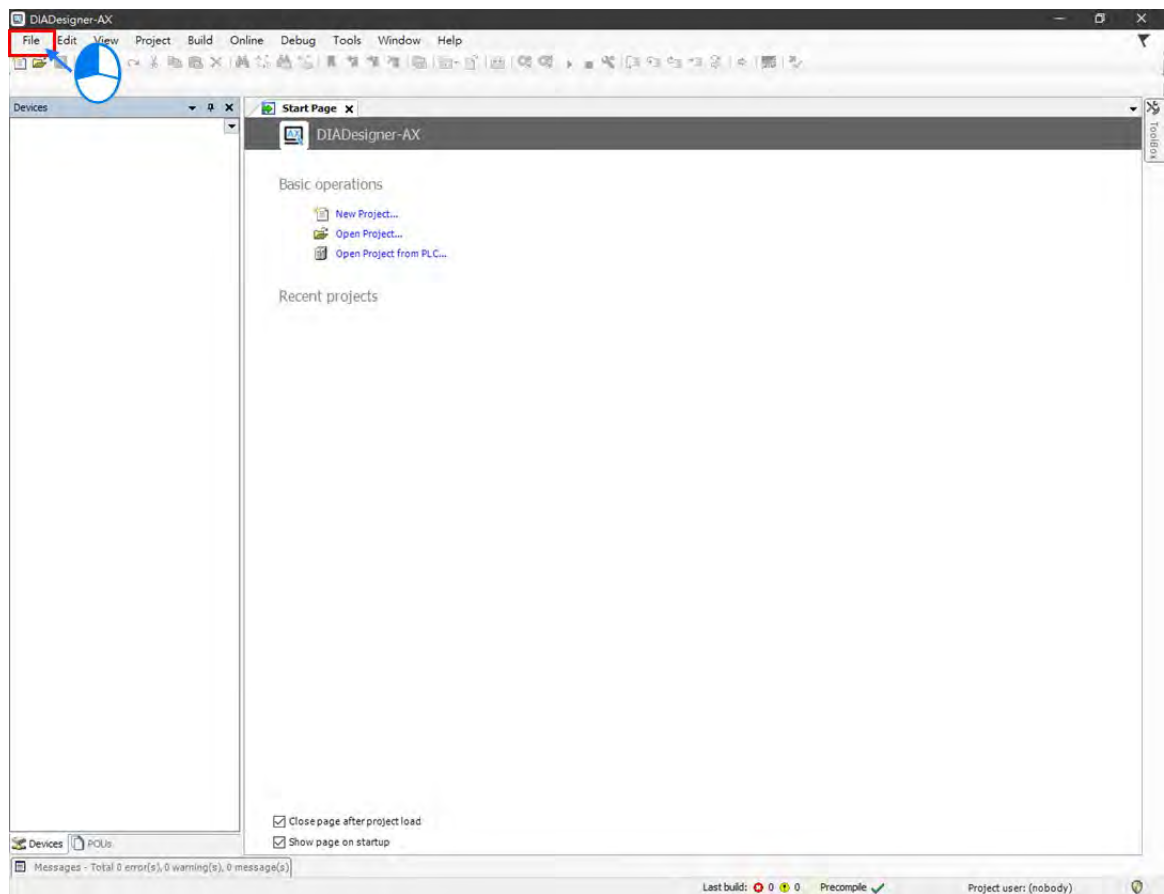 DIADesigner-AX
File Edit View Project Build Online Debug Tools Window Help
Devices
Start Page
ToolBox
AX
DIADesigner-AX
Basic operations
New Project...
Open Project...
Open Project from PLC...
Recent projects
Close page after project load
Show page on startup
Devices POUs
Messages - Total 0 error(s), 0 warning(s), 0 message(s)
Last build: 0 0 Precompile Project user: (nobody)